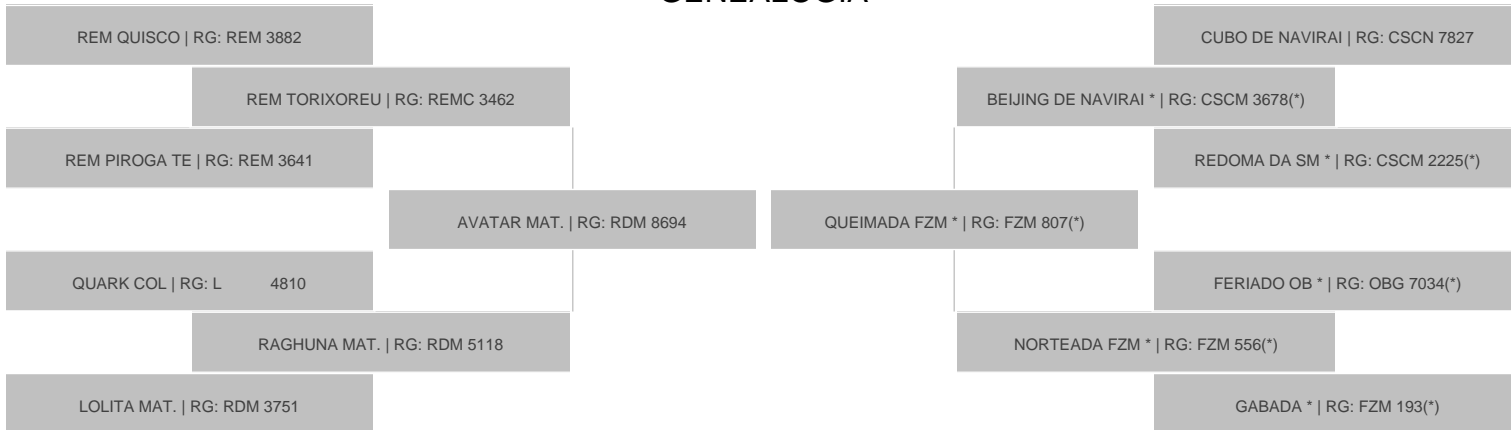 REM QUISCO | RG: REM 3882
CUBO DE NAVIRAI | RG: CSCN 7827
REM TORIXOREU | RG: REMC 3462
BEIJING DE NAVIRAI * | RG: CSCM 3678(*)
REM PIROGA TE | RG: REM 3641
REDOMA DA SM * | RG: CSCM 2225(*)
AVATAR MAT. | RG: RDM 8694
QUEIMADA FZM * | RG: FZM 807(*)
QUARK COL | RG: L 4810
FERIADO OB * | RG: OBG 7034(*)
RAGHUNA MAT. | RG: RDM 5118
NORTEADA FZM * | RG: FZM 556(*)
LOLITA MAT. | RG: RDM 3751
GABADA * | RG: FZM 193(*)